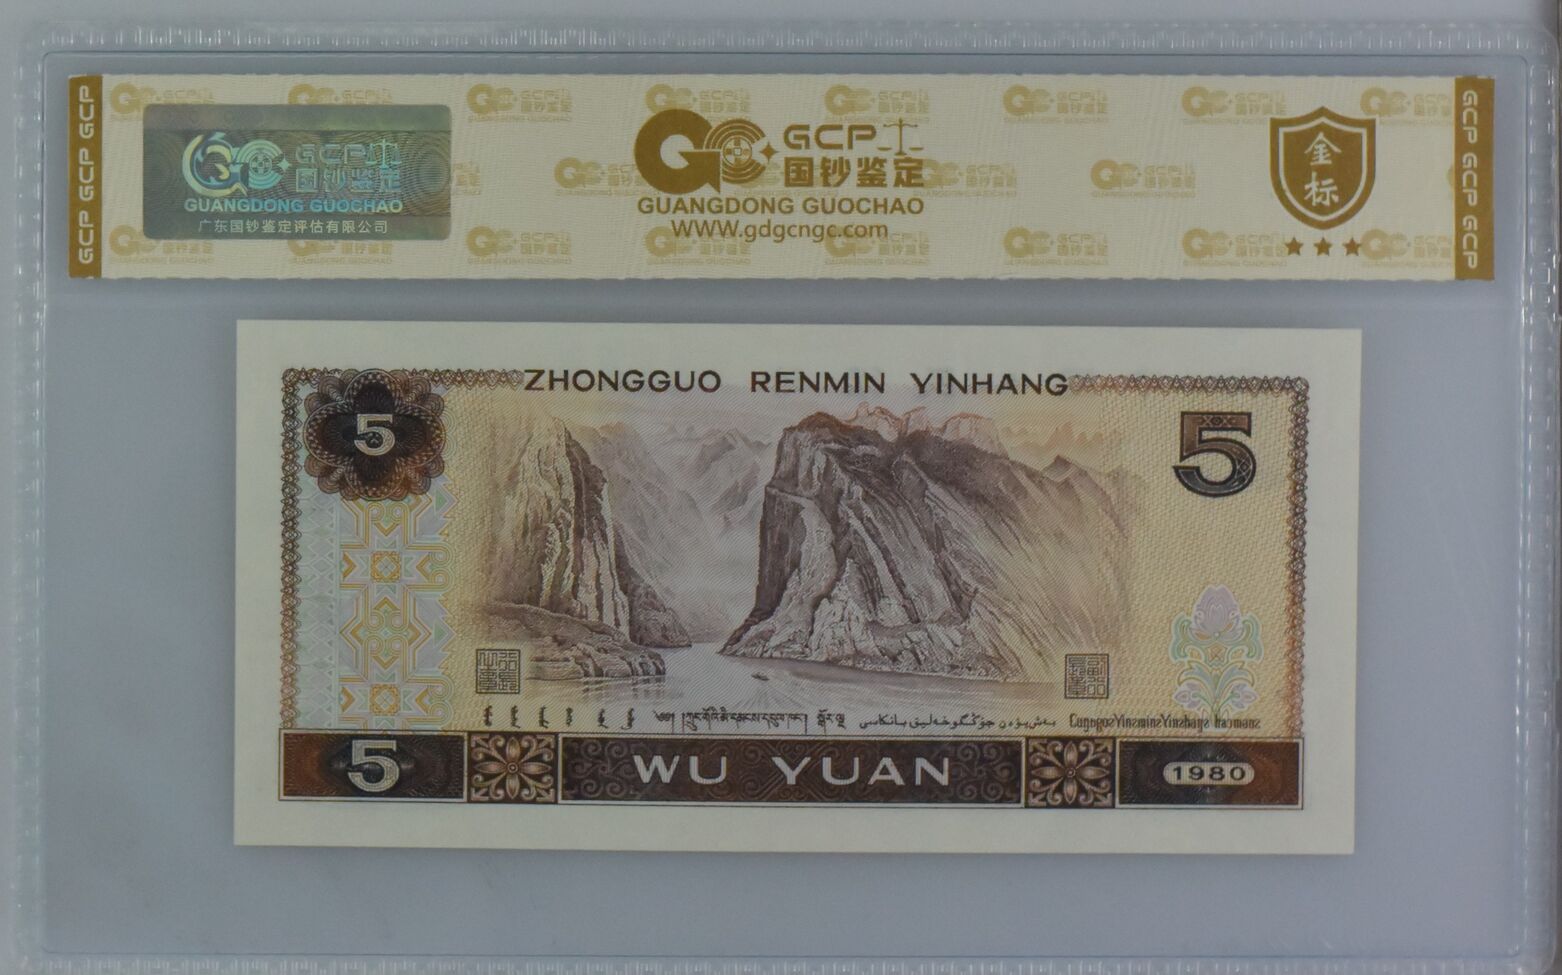 GCP GCP GCP
GCP国钞鉴定
GUANGDONG GUOCHAO
广东国钞鉴定评估有限公司
GCP
国钞鉴定
GUANGDONG GUOCHAO
WWW.gdgcngc.com
金标
GCP GCP GCP
ZHONGGUO RENMIN YINHANG
5
5
5
WU YUAN
1980